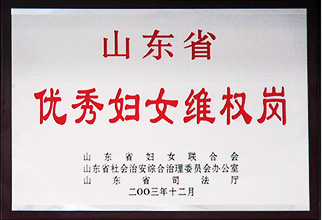 山东省
优秀妇女维权岗
山东省妇女联合会
山东省社会治安综合治理委员会办公室
山东省司法厅
二〇〇三年十二月